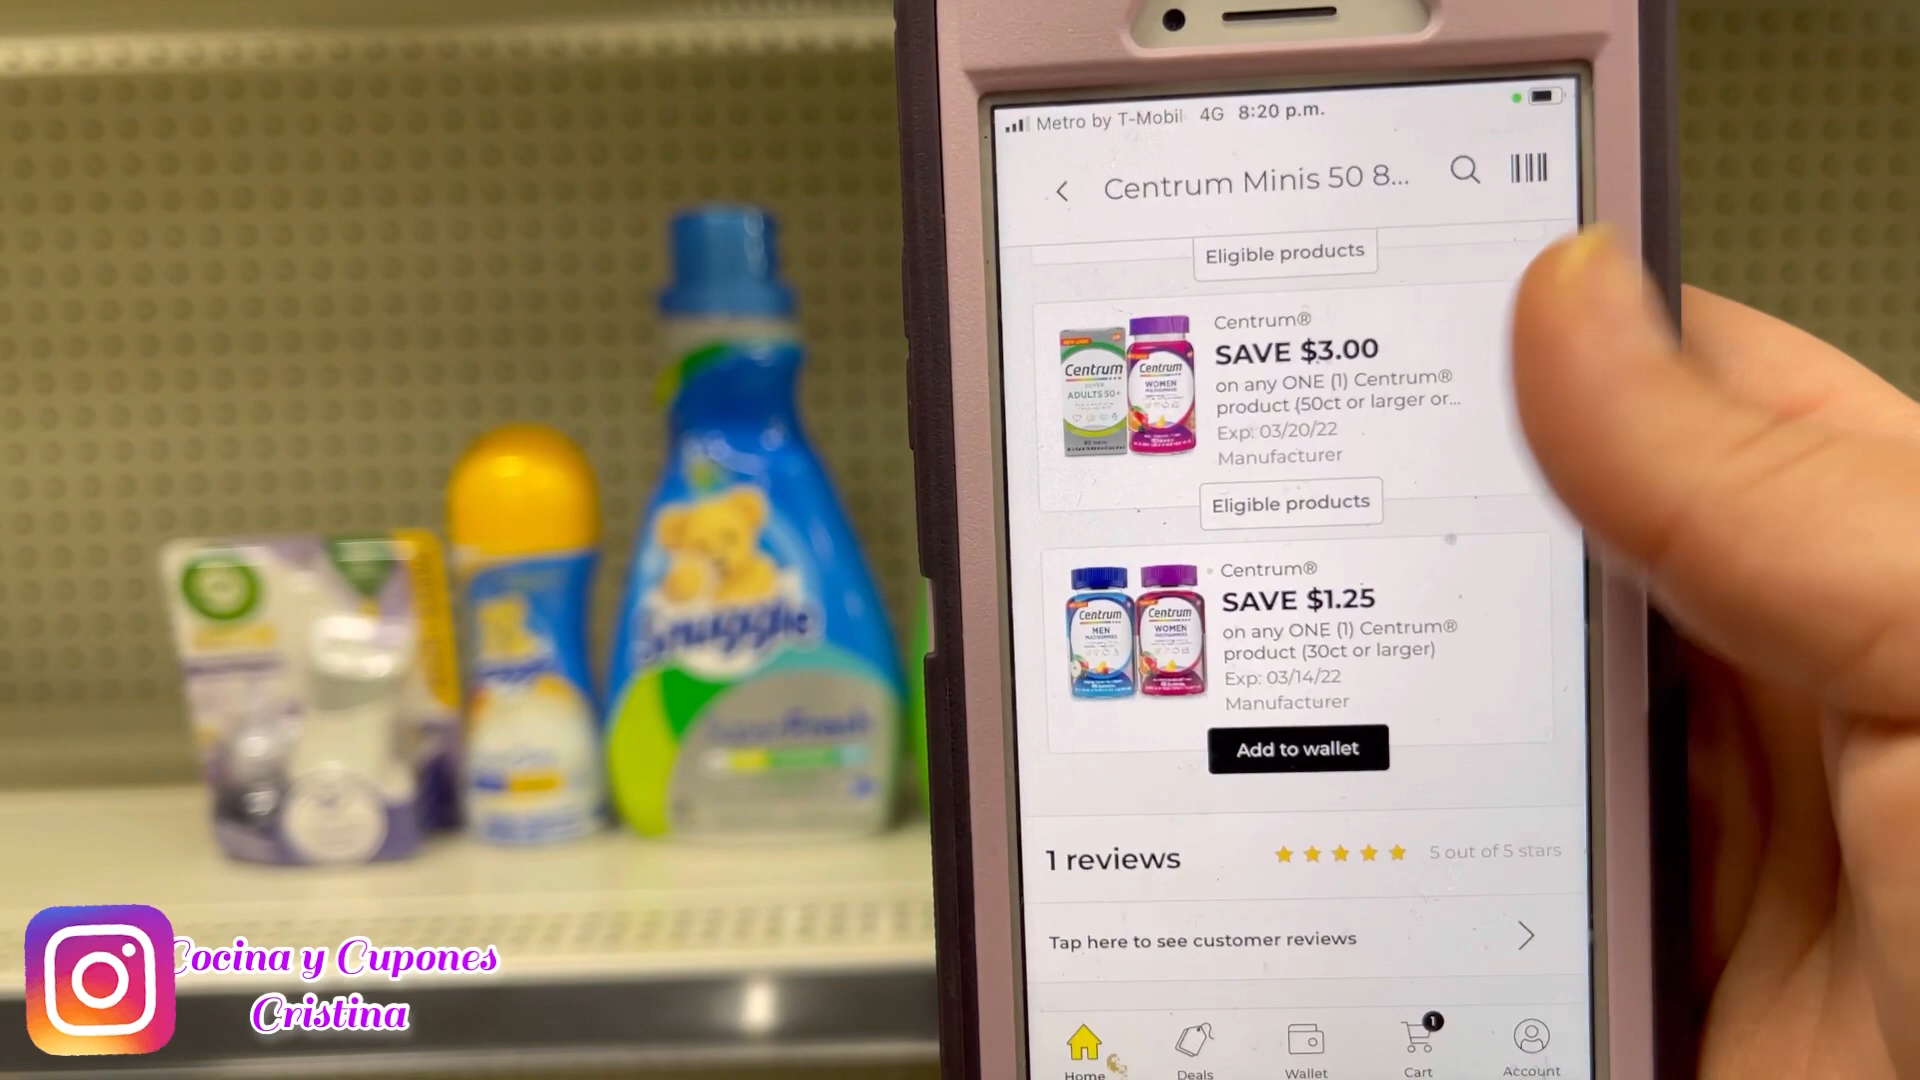 Metro by T-Mobil 4G 8:20 p.m.
Centrum Minis 50 8...
Eligible products
Centrum®
SAVE $3.00
on any ONE (1) Centrum®
product (50ct or larger or...
Exp: 03/20/22
Manufacturer
Centrum
ADULTS 50+
Centrum
WOMEN
Eligible products
Centrum®
SAVE $1.25
on any ONE (1) Centrum®
product (30ct or larger)
Exp: 03/14/22
Manufacturer
Centrum
MEN
Centrum
WOMEN
Add to wallet
1 reviews
5 out of 5 stars
Tap here to see customer reviews
1
Home
Deals
Wallet
Cart
Account
Snuggle
Cocina y Cupones
Cristina